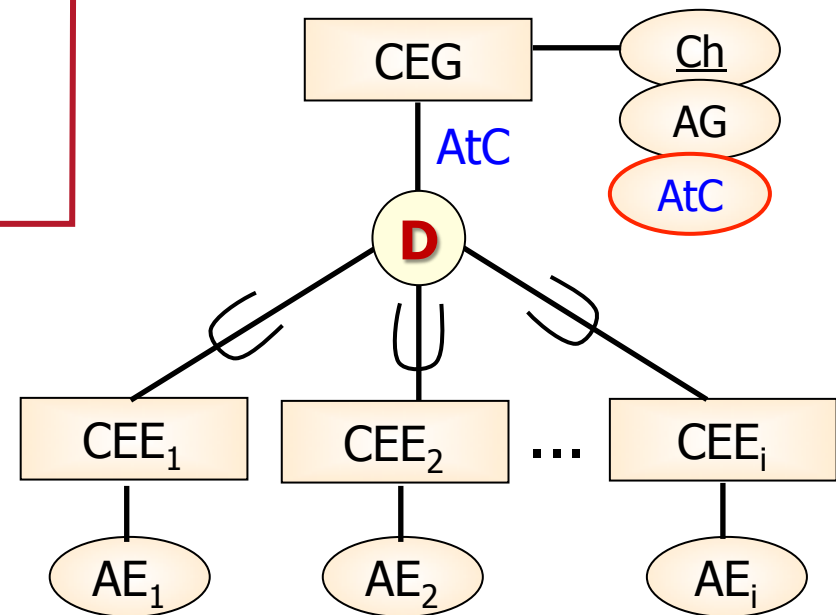 CEG
Ch
AG
AtC
AtC
D
CEE₁
CEE₂
...
CEEᵢ
AE₁
AE₂
AEᵢ